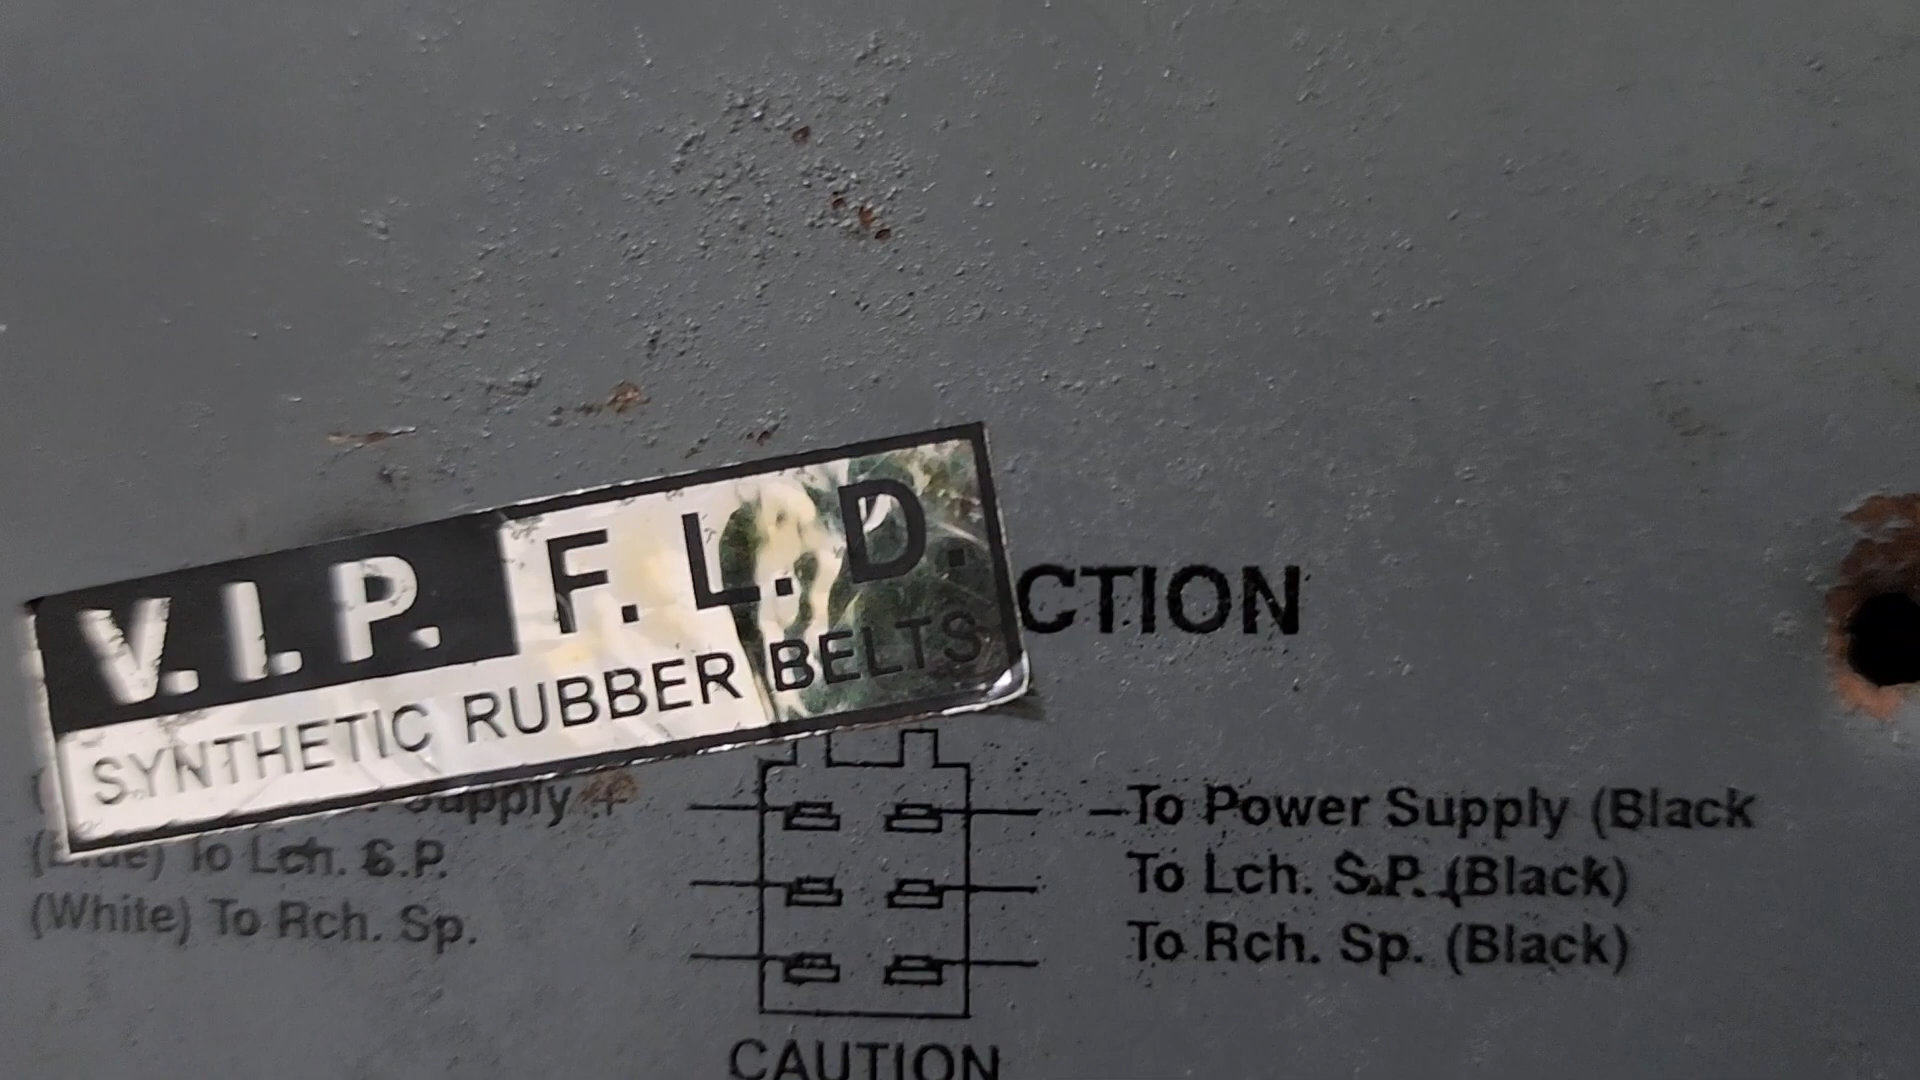 V.I.P. F.L.D.
SYNTHETIC RUBBER BELTS
CTION
Supply +
–To Power Supply (Black
To Lch. S.P.
To Lch. S.P. (Black)
(White) To Rch. Sp.
To Rch. Sp. (Black)
CAUTION